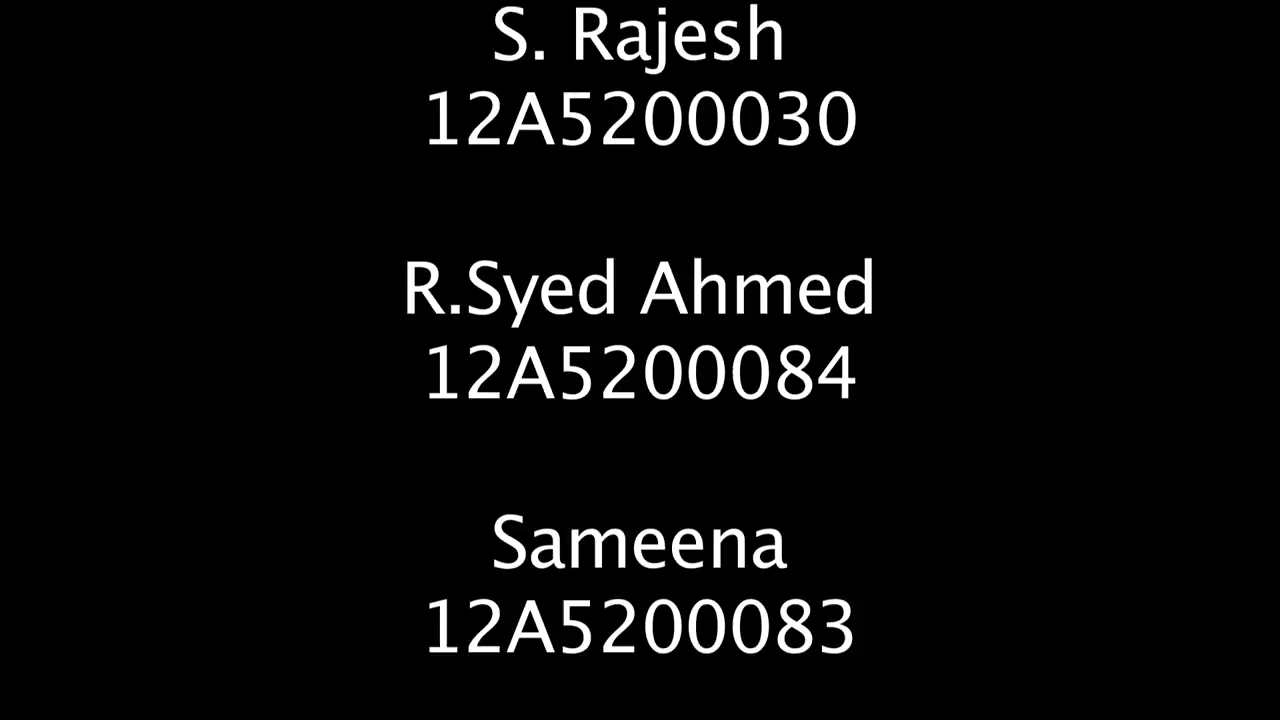 S. Rajesh
12A5200030
R.Syed Ahmed
12A5200084
Sameena
12A5200083